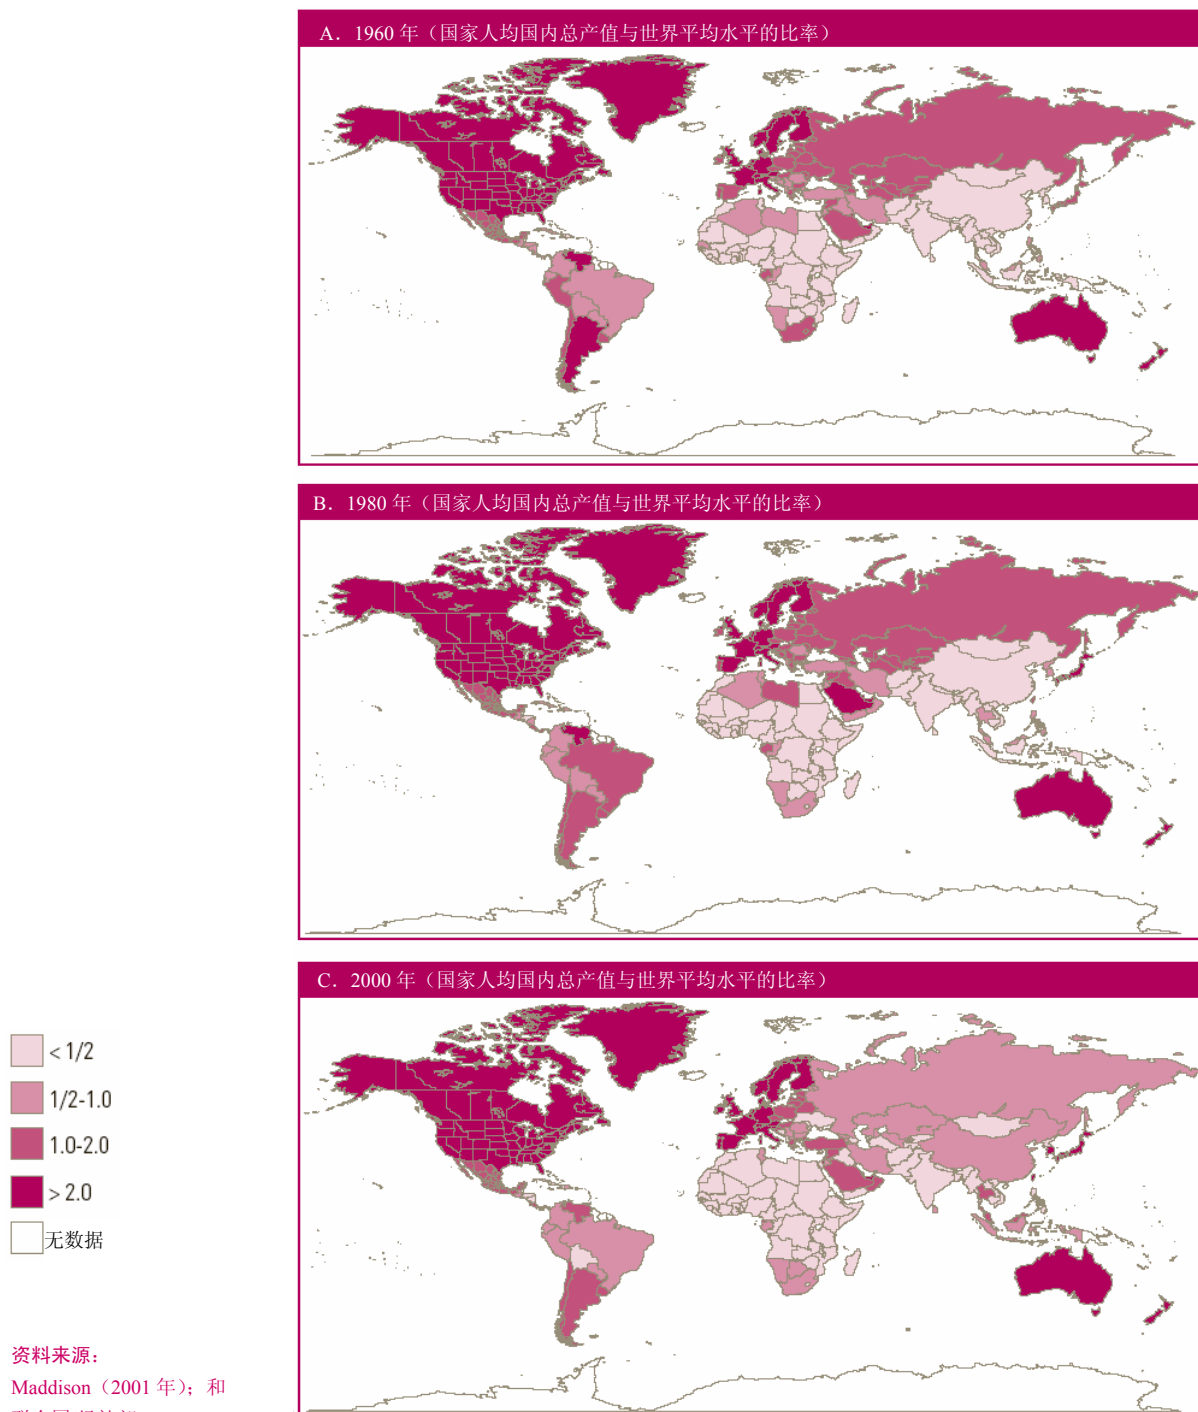 A. 1960 年（国家人均国内总产值与世界平均水平的比率）
B. 1980 年（国家人均国内总产值与世界平均水平的比率）
C. 2000 年（国家人均国内总产值与世界平均水平的比率）
< 1/2
1/2-1.0
1.0-2.0
> 2.0
无数据
资料来源：
Maddison（2001 年）；和